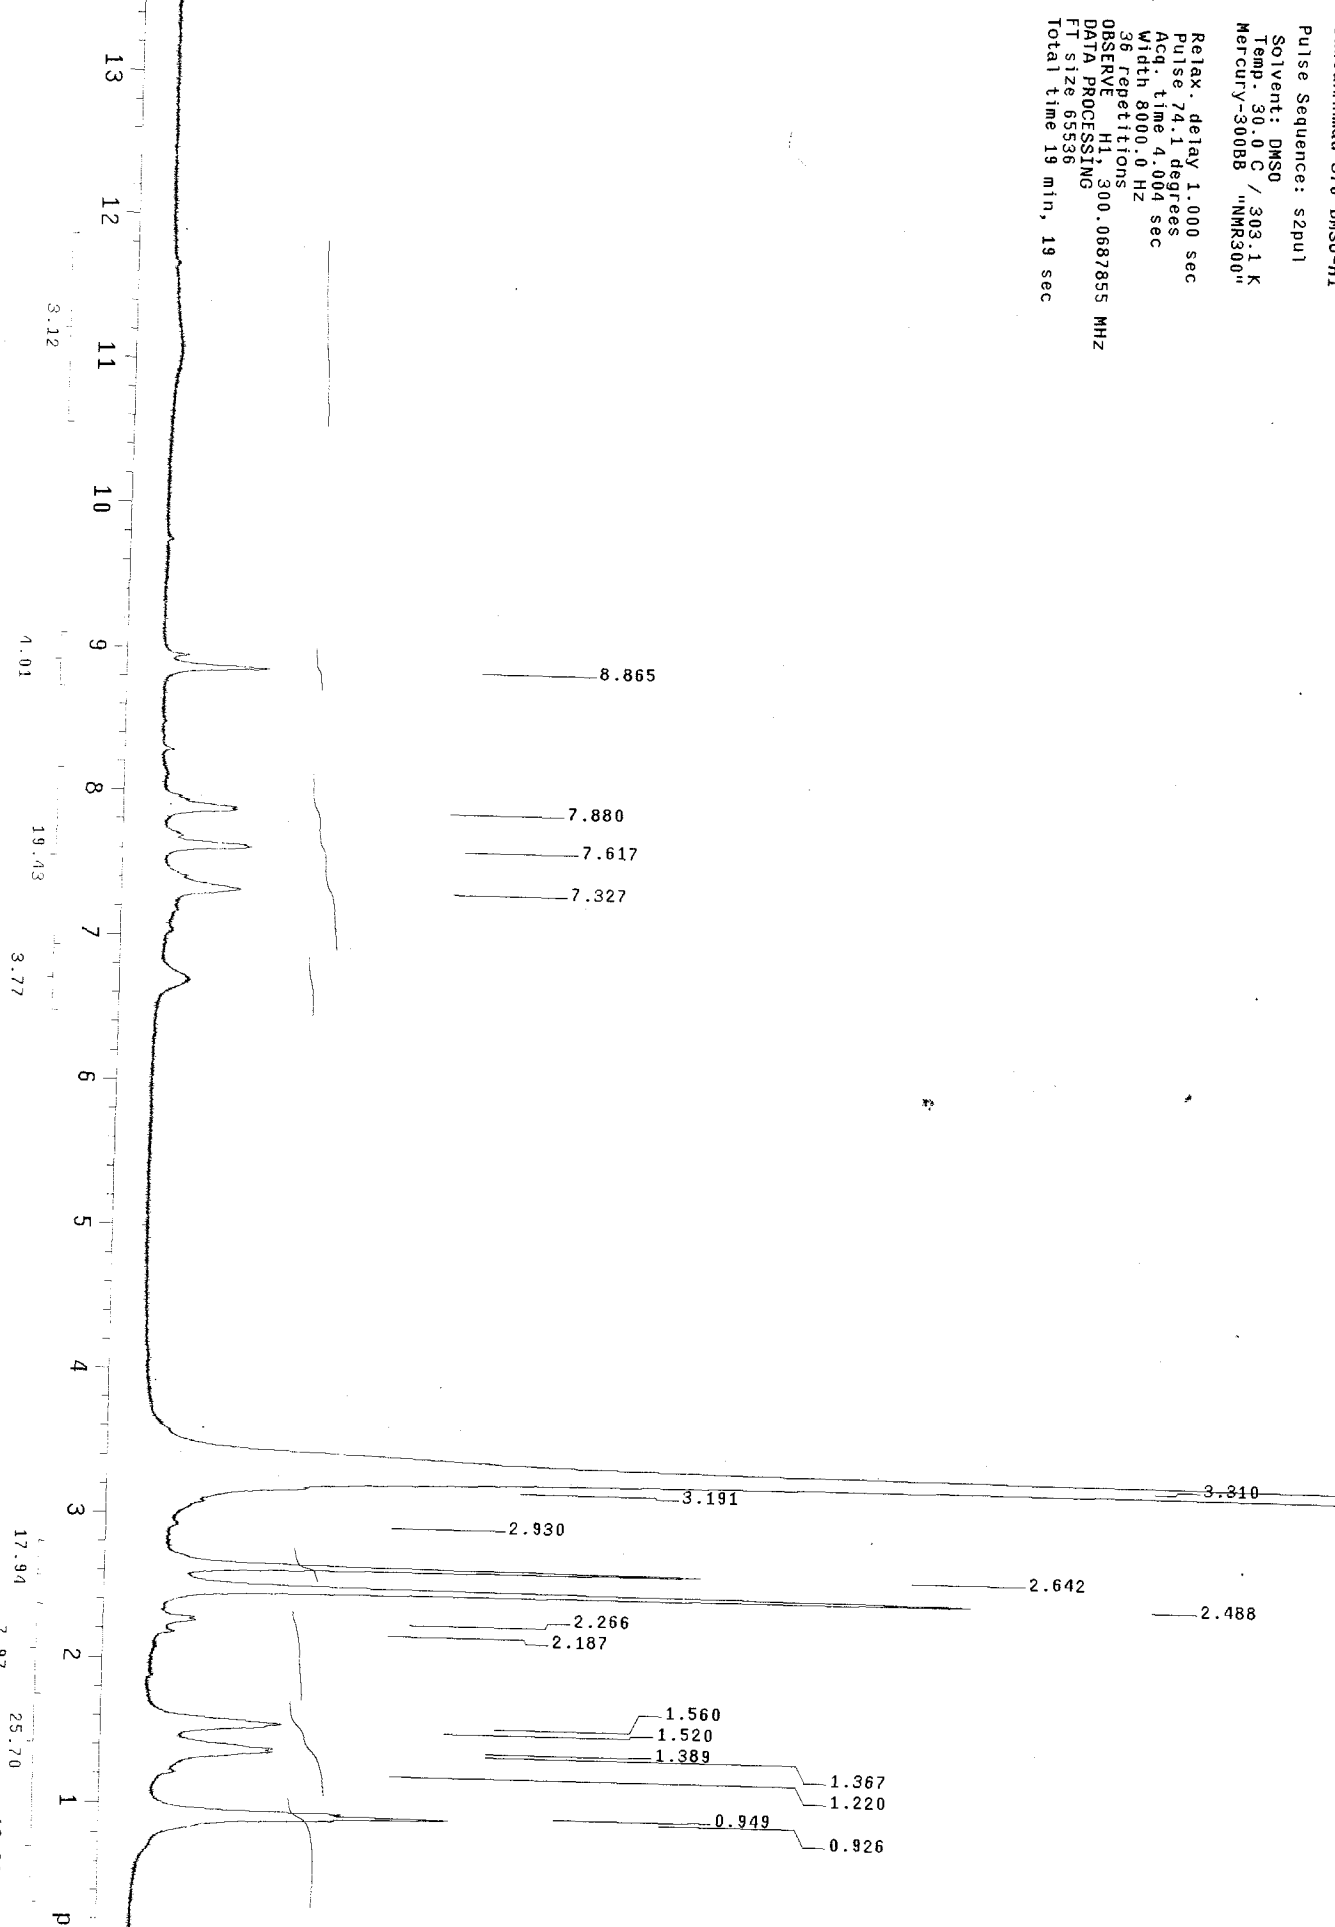 Pulse Sequence: s2pul
Solvent: DMSO
Temp. 30.0 C / 303.1 K
Mercury-300BB "NMR300"
Relax. delay 1.000 sec
Pulse 74.1 degrees
Acq. time 4.004 sec
Width 8000.0 Hz
36 repetitions
OBSERVE H1, 300.0687855 MHz
DATA PROCESSING
FT size 65536
Total time 19 min, 19 sec
8.865
7.880
7.617
7.327
3.310
3.191
2.930
2.642
2.488
2.266
2.187
1.560
1.520
1.389
1.367
1.220
0.949
0.926
13 12 11 10 9 8 7 6 5 4 3 2 1 p
3.12 4.01 19.43 3.77 17.94 25.70